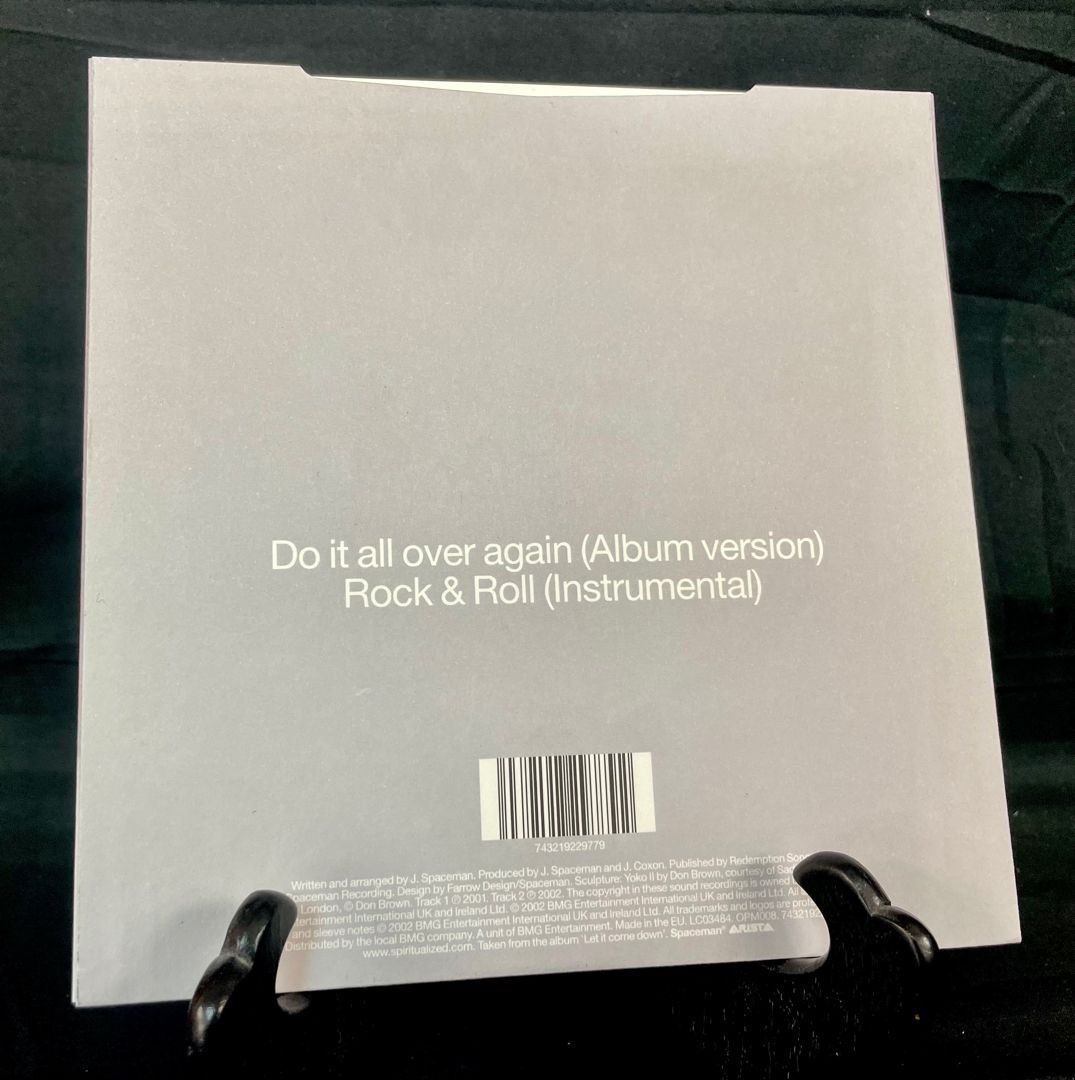 Do it all over again (Album version)
Rock & Roll (Instrumental)
743219229779
Written and arranged by J. Spaceman. Produced by J. Spaceman and J. Coxon. Published by Redemption
Spaceman Recording. Design by Farrow Design/Spaceman. Sculpture: Yoko II by Don Brown, courtesy of
London, © Don Brown. Track 1 ℗ 2001. Track 2 ℗ 2002. The copyright in these sound recordings is owned
International UK and Ireland Ltd. © 2002 BMG Entertainment International UK and Ireland Ltd. All
and sleeve notes © 2002 BMG Entertainment International UK and Ireland Ltd. All trademarks and logos are
Distributed by the local BMG company. A unit of BMG Entertainment. Made in the EU. LC03484. OPM008.
www.spiritualized.com. Taken from the album 'Let it come down'. Spaceman® ARISTA